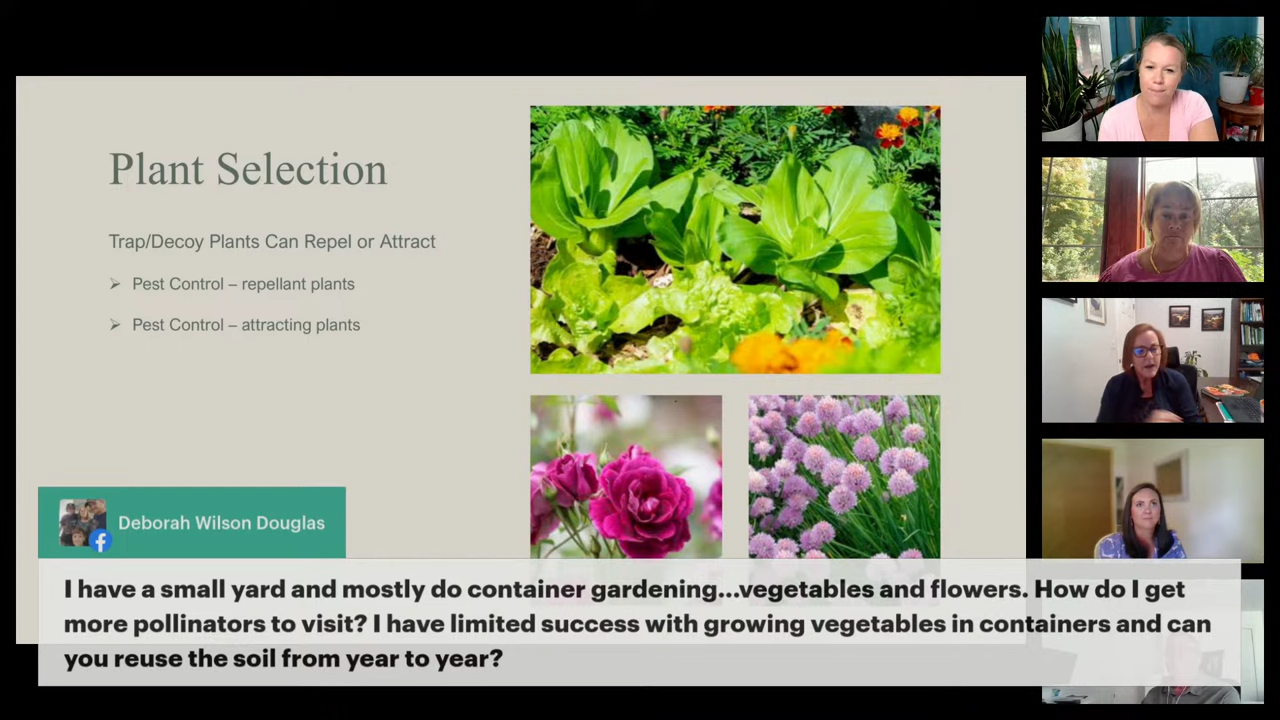 Plant Selection
Trap/Decoy Plants Can Repel or Attract
➢ Pest Control – repellant plants
➢ Pest Control – attracting plants
Deborah Wilson Douglas
I have a small yard and mostly do container gardening...vegetables and flowers. How do I get
more pollinators to visit? I have limited success with growing vegetables in containers and can
you reuse the soil from year to year?